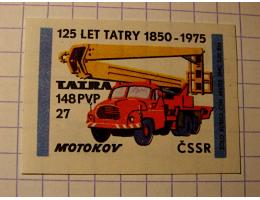 125 LET TATRY 1850-1975
TATRA
148 PVP
27
MOTOKOV ČSSR